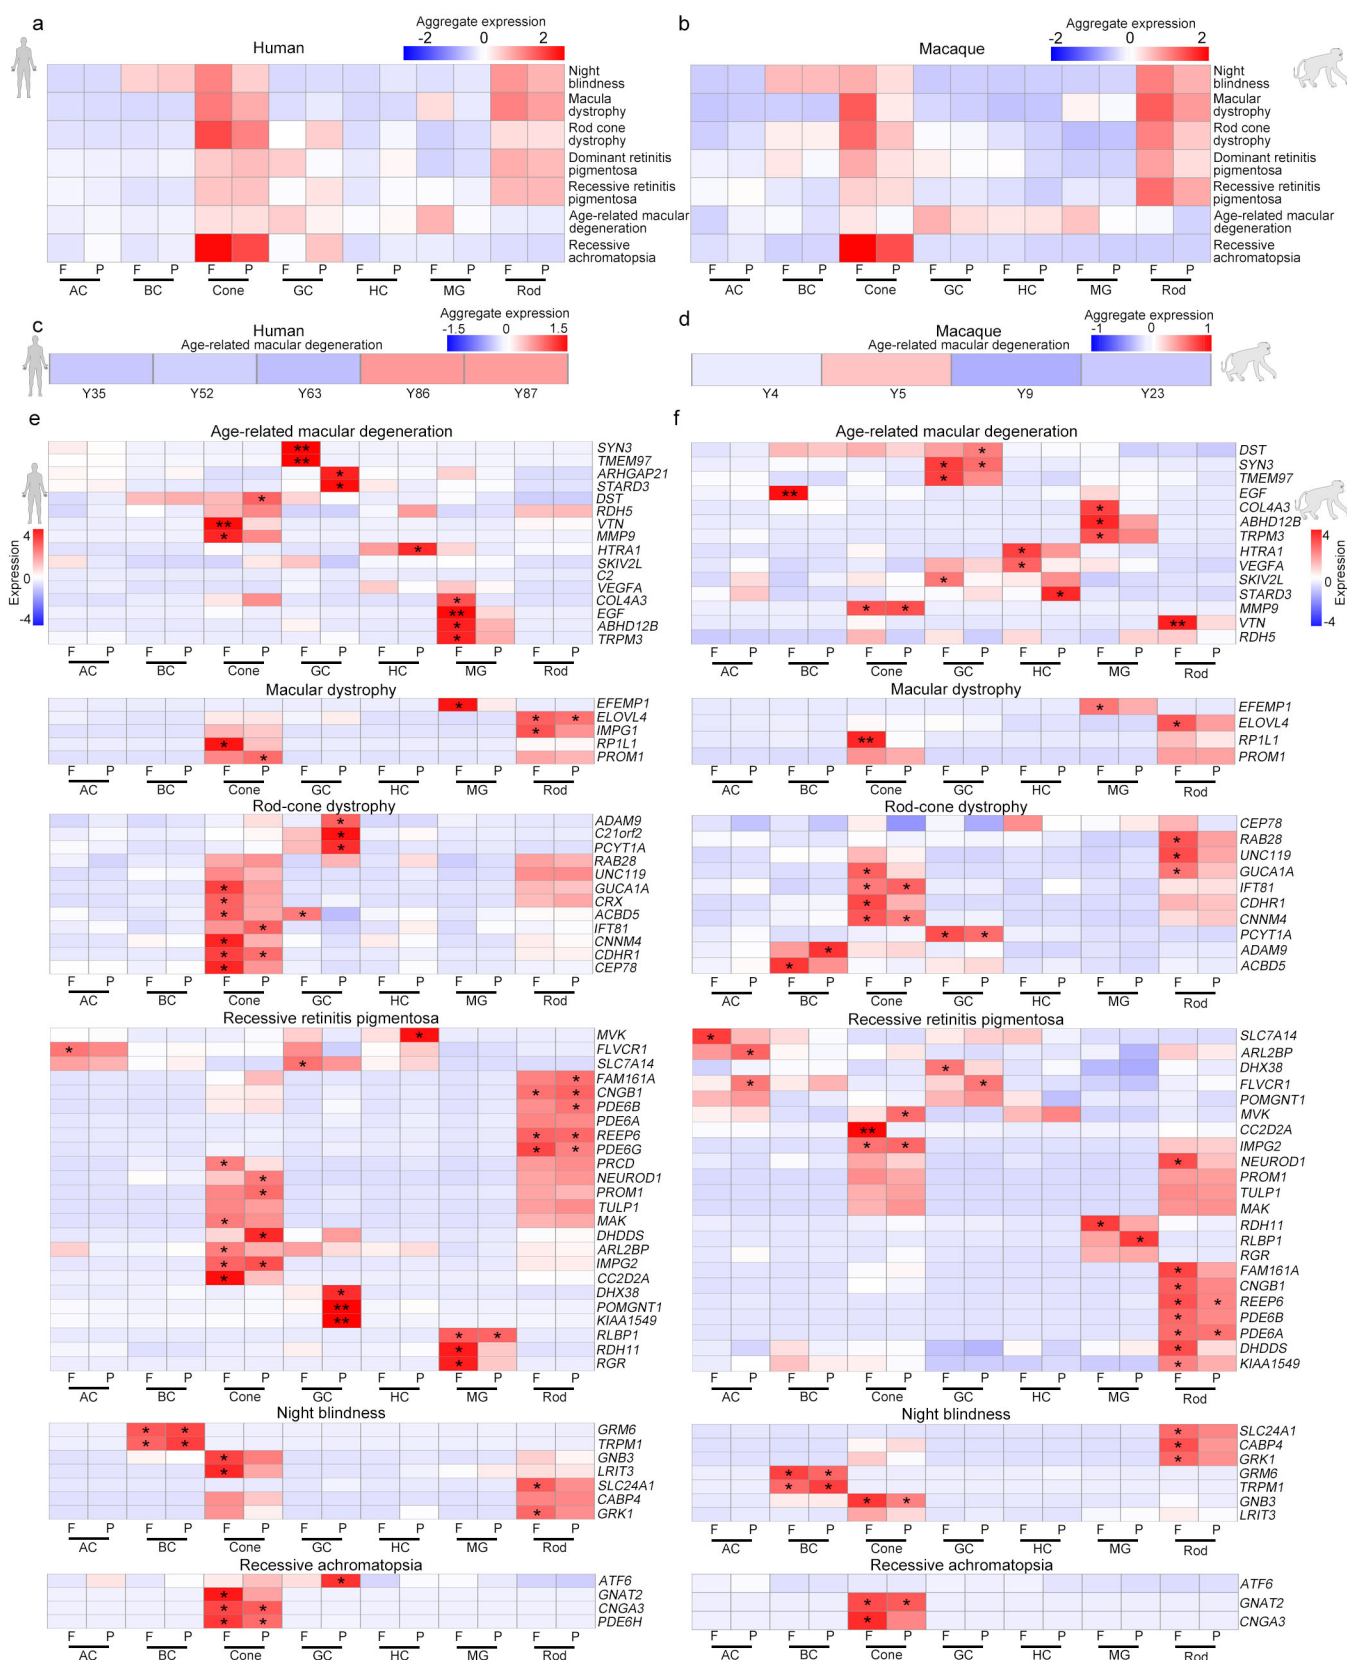 a
Aggregate expression
Human
-2 0 2
Night blindness
Macula dystrophy
Rod cone dystrophy
Dominant retinitis pigmentosa
Recessive retinitis pigmentosa
Age-related macular degeneration
Recessive achromatopsia
F P F P F P F P F P F P F P
AC BC Cone GC HC MG Rod
b
Aggregate expression
Macaque
-2 0 2
Night blindness
Macular dystrophy
Rod cone dystrophy
Dominant retinitis pigmentosa
Recessive retinitis pigmentosa
Age-related macular degeneration
Recessive achromatopsia
F P F P F P F P F P F P F P
AC BC Cone GC HC MG Rod
c
Human
Age-related macular degeneration
Aggregate expression
-1.5 0 1.5
Y35 Y52 Y63 Y86 Y87
d
Macaque
Age-related macular degeneration
Aggregate expression
-1 0 1
Y4 Y5 Y9 Y23
e
Age-related macular degeneration
Expression
4
0
-4
SYN3
TMEM97
ARHGAP21
STARD3
DST
RDH5
VTN
MMP9
HTRA1
SKIV2L
C2
VEGFA
COL4A3
EGF
ABHD12B
TRPM3
F P F P F P F P F P F P F P
AC BC Cone GC HC MG Rod
Macular dystrophy
EFEMP1
ELOVL4
IMPG1
RP1L1
PROM1
F P F P F P F P F P F P F P
AC BC Cone GC HC MG Rod
Rod-cone dystrophy
ADAM9
C21orf2
PCYT1A
RAB28
UNC119
GUCA1A
CRX
ACBD5
IFT81
CNNM4
CDHR1
CEP78
F P F P F P F P F P F P F P
AC BC Cone GC HC MG Rod
Recessive retinitis pigmentosa
MVK
FLVCR1
SLC7A14
FAM161A
CNGB1
PDE6B
PDE6A
REEP6
PDE6G
PRCD
NEUROD1
PROM1
TULP1
MAK
DHDDS
ARL2BP
IMPG2
CC2D2A
DHX38
POMGNT1
KIAA1549
RLBP1
RDH11
RGR
F P F P F P F P F P F P F P
AC BC Cone GC HC MG Rod
Night blindness
GRM6
TRPM1
GNB3
LRIT3
SLC24A1
CABP4
GRK1
F P F P F P F P F P F P F P
AC BC Cone GC HC MG Rod
Recessive achromatopsia
ATF6
GNAT2
CNGA3
PDE6H
F P F P F P F P F P F P F P
AC BC Cone GC HC MG Rod
f
Age-related macular degeneration
DST
SYN3
TMEM97
EGF
COL4A3
ABHD12B
TRPM3
HTRA1
VEGFA
SKIV2L
STARD3
MMP9
VTN
RDH5
4
0
-4
Expression
F P F P F P F P F P F P F P
AC BC Cone GC HC MG Rod
Macular dystrophy
EFEMP1
ELOVL4
RP1L1
PROM1
F P F P F P F P F P F P F P
AC BC Cone GC HC MG Rod
Rod-cone dystrophy
CEP78
RAB28
UNC119
GUCA1A
IFT81
CDHR1
CNNM4
PCYT1A
ADAM9
ACBD5
F P F P F P F P F P F P F P
AC BC Cone GC HC MG Rod
Recessive retinitis pigmentosa
SLC7A14
ARL2BP
DHX38
FLVCR1
POMGNT1
MVK
CC2D2A
IMPG2
NEUROD1
PROM1
TULP1
MAK
RDH11
RLBP1
RGR
FAM161A
CNGB1
REEP6
PDE6B
PDE6A
DHDDS
KIAA1549
F P F P F P F P F P F P F P
AC BC Cone GC HC MG Rod
Night blindness
SLC24A1
CABP4
GRK1
GRM6
TRPM1
GNB3
LRIT3
F P F P F P F P F P F P F P
AC BC Cone GC HC MG Rod
Recessive achromatopsia
ATF6
GNAT2
CNGA3
F P F P F P F P F P F P F P
AC BC Cone GC HC MG Rod